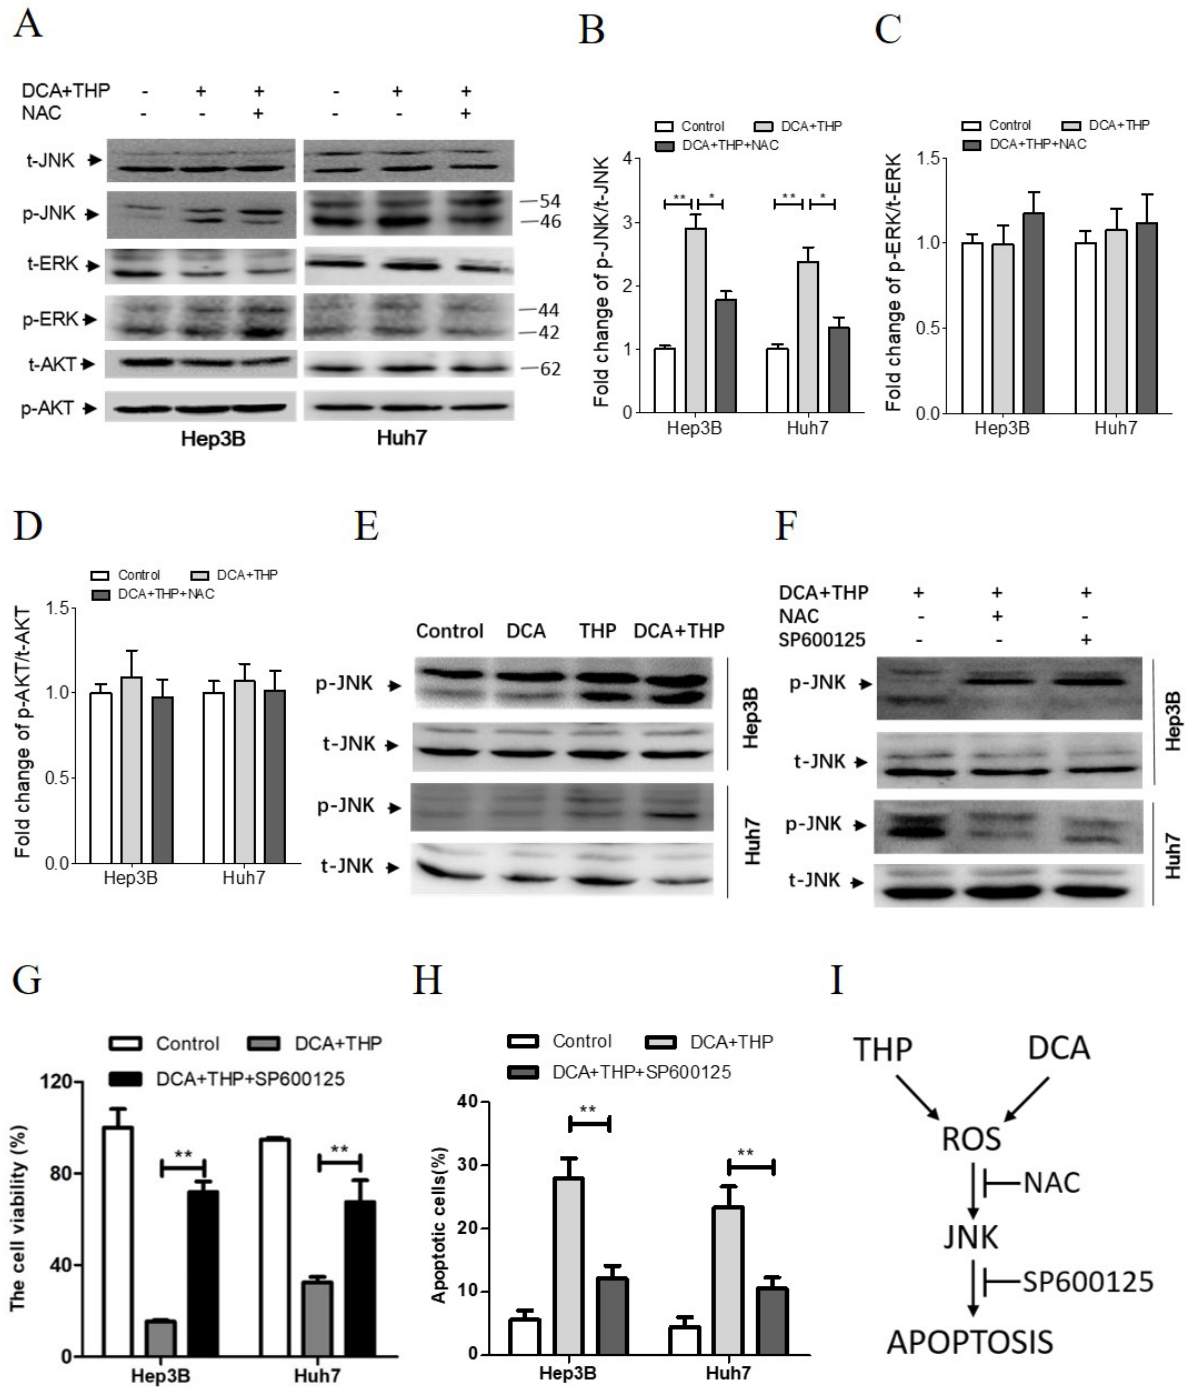 A
DCA+THP - + + - + +
NAC - - + - - +
t-JNK
p-JNK
54
46
t-ERK
p-ERK
44
42
t-AKT
62
p-AKT
Hep3B Huh7
B
Control DCA+THP
DCA+THP+NAC
Fold change of p-JNK/t-JNK
4
3
2
1
0
** * ** *
Hep3B Huh7
C
Control DCA+THP
DCA+THP+NAC
Fold change of p-ERK/t-ERK
1.5
1.0
0.5
0.0
Hep3B Huh7
D
Control DCA+THP
DCA+THP+NAC
Fold change of p-AKT/t-AKT
1.5
1.0
0.5
0.0
Hep3B Huh7
E
Control DCA THP DCA+THP
p-JNK
t-JNK
Hep3B
p-JNK
t-JNK
Huh7
F
DCA+THP + + +
NAC - + -
SP600125 - - +
p-JNK
t-JNK
Hep3B
p-JNK
t-JNK
Huh7
G
Control DCA+THP
DCA+THP+SP600125
The cell viability (%)
120
80
40
0
** **
Hep3B Huh7
H
Control DCA+THP
DCA+THP+SP600125
Apoptotic cells(%)
40
30
20
10
0
** **
Hep3B Huh7
I
THP DCA
ROS
NAC
JNK
SP600125
APOPTOSIS